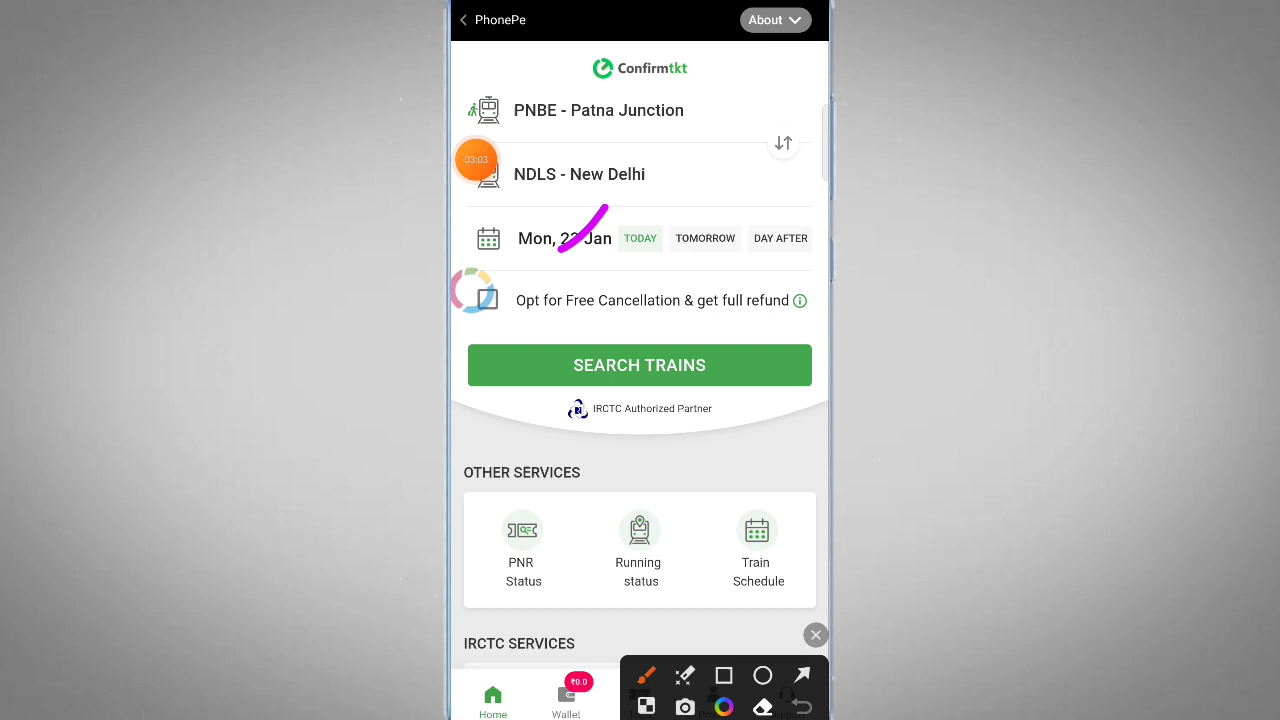 PhonePe
About
Confirmtkt
PNBE - Patna Junction
03:03
NDLS - New Delhi
Mon, 23 Jan
TODAY
TOMORROW
DAY AFTER
Opt for Free Cancellation & get full refund
SEARCH TRAINS
IRCTC Authorized Partner
OTHER SERVICES
PNR Status
Running status
Train Schedule
IRCTC SERVICES
₹0.0
Home
Wallet